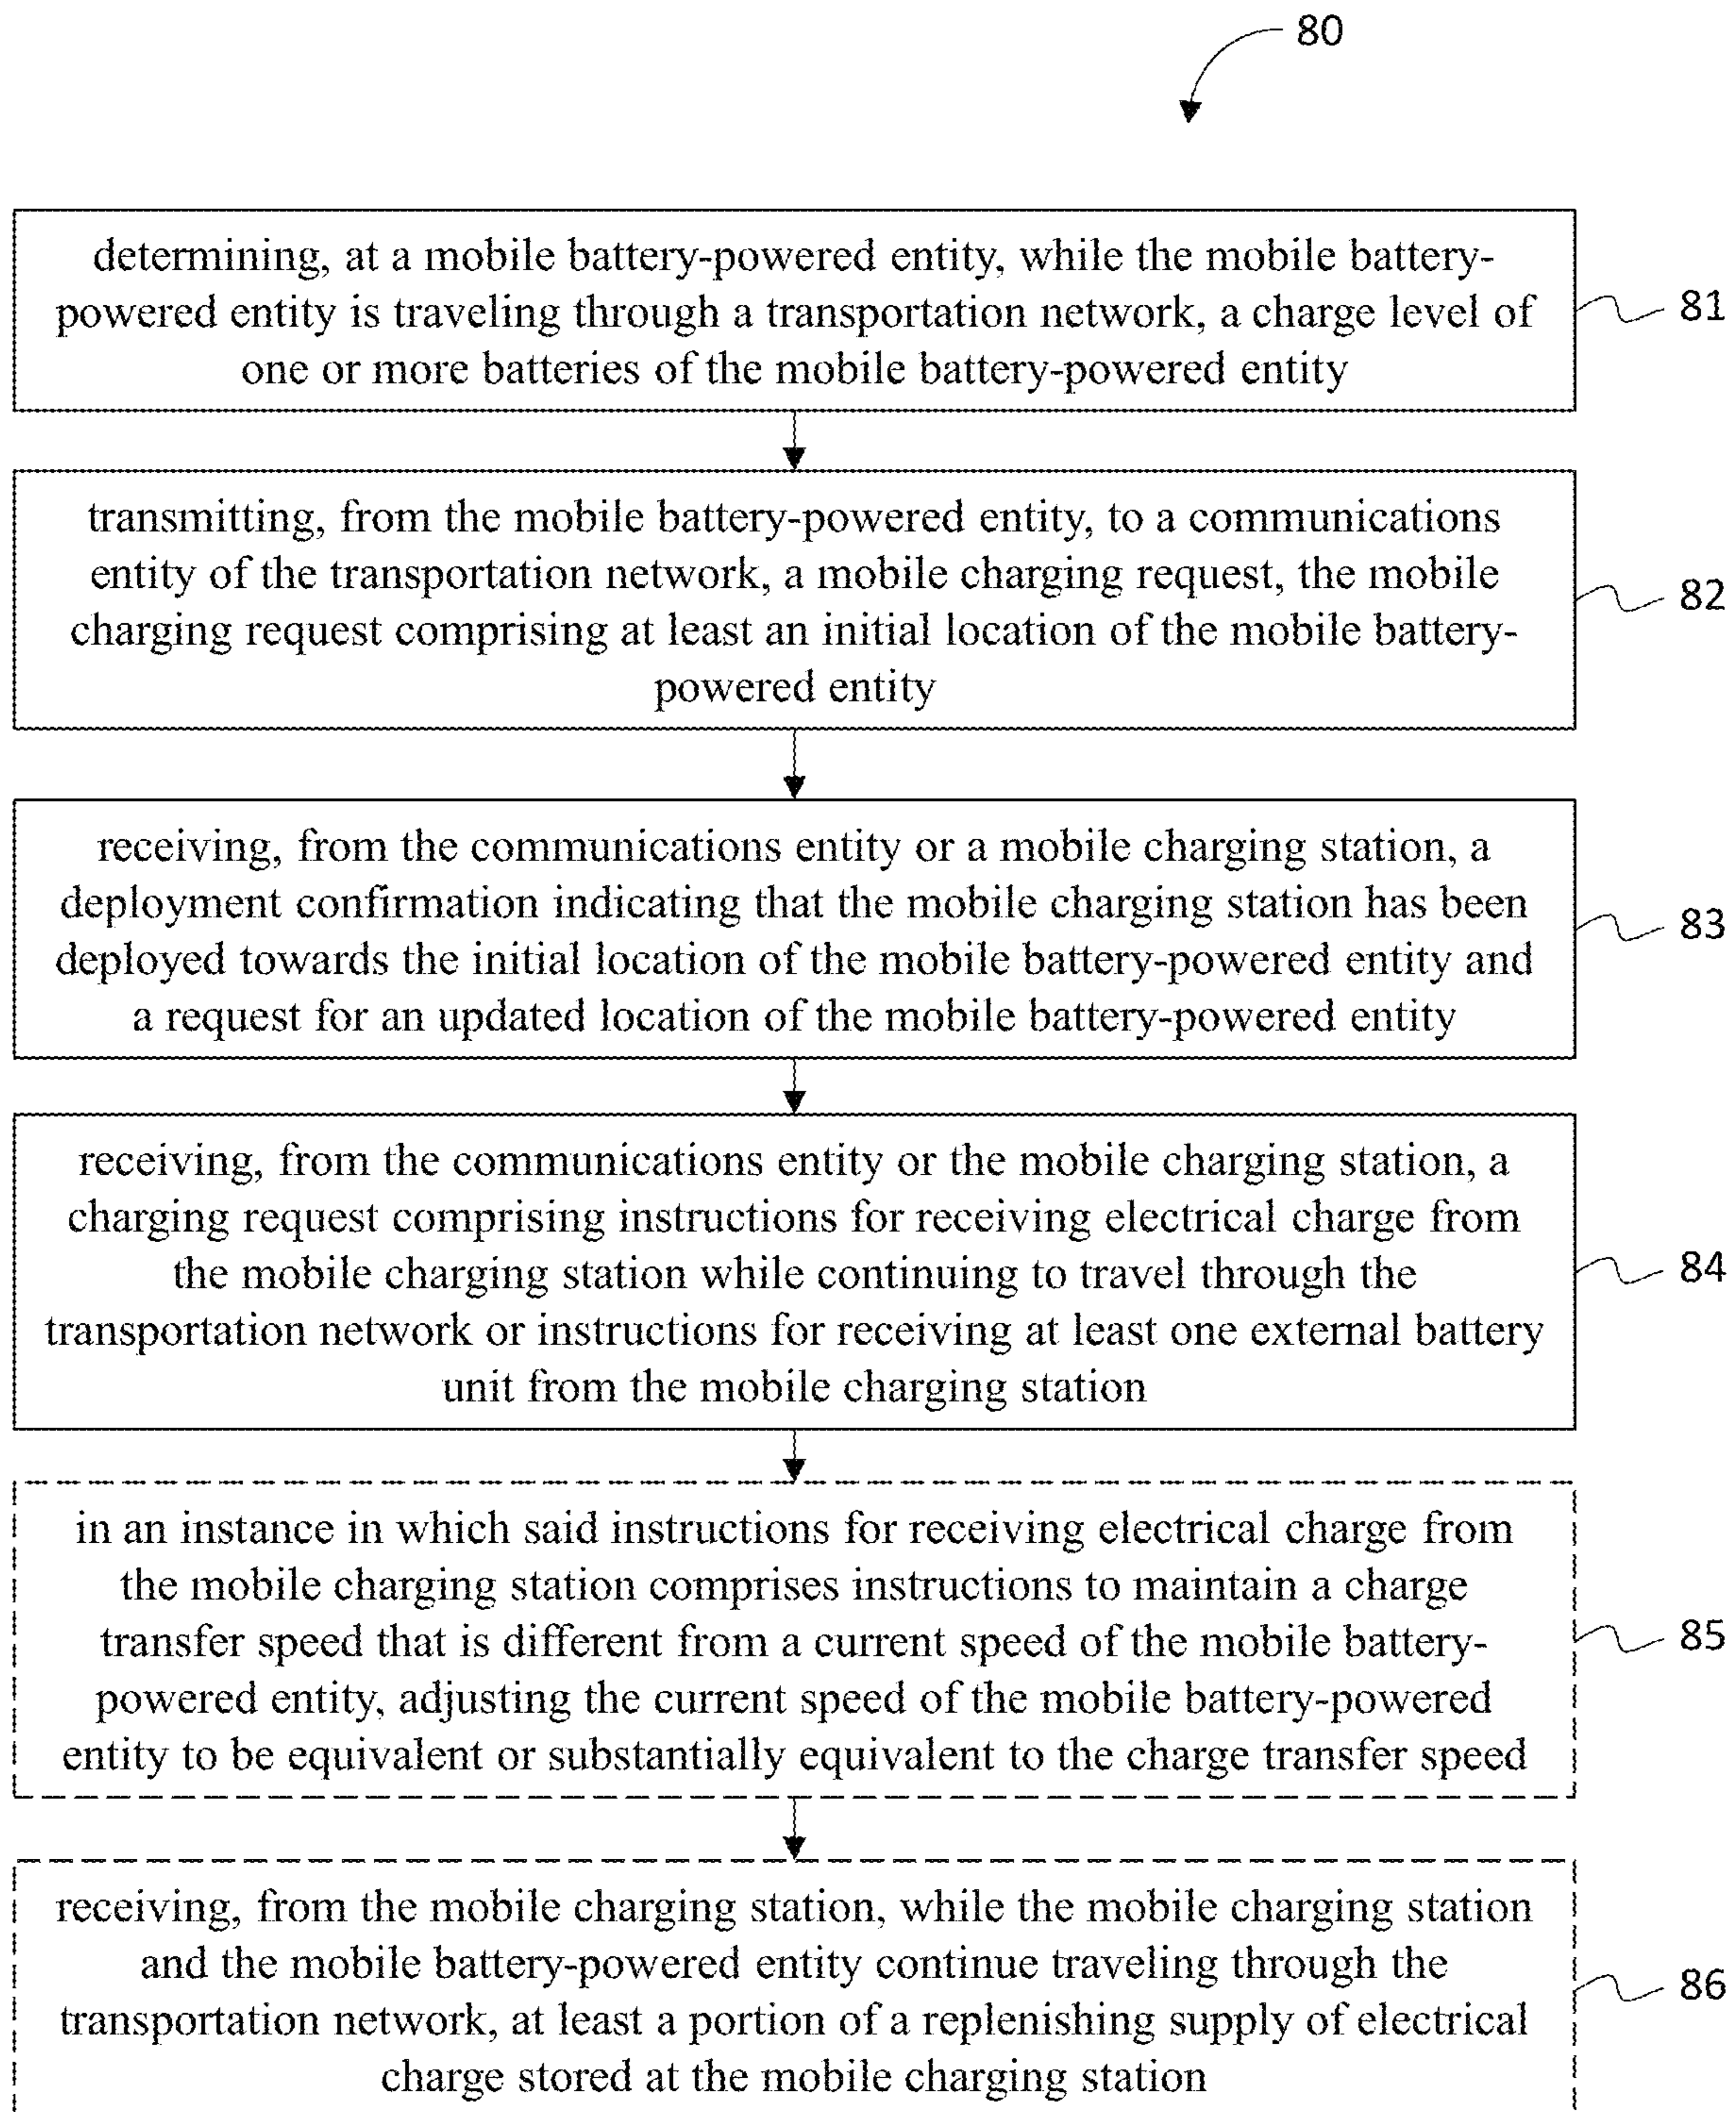 80
determining, at a mobile battery-powered entity, while the mobile battery-
powered entity is traveling through a transportation network, a charge level of
one or more batteries of the mobile battery-powered entity
81
transmitting, from the mobile battery-powered entity, to a communications
entity of the transportation network, a mobile charging request, the mobile
charging request comprising at least an initial location of the mobile battery-
powered entity
82
receiving, from the communications entity or a mobile charging station, a
deployment confirmation indicating that the mobile charging station has been
deployed towards the initial location of the mobile battery-powered entity and
a request for an updated location of the mobile battery-powered entity
83
receiving, from the communications entity or the mobile charging station, a
charging request comprising instructions for receiving electrical charge from
the mobile charging station while continuing to travel through the
transportation network or instructions for receiving at least one external battery
unit from the mobile charging station
84
in an instance in which said instructions for receiving electrical charge from
the mobile charging station comprises instructions to maintain a charge
transfer speed that is different from a current speed of the mobile battery-
powered entity, adjusting the current speed of the mobile battery-powered
entity to be equivalent or substantially equivalent to the charge transfer speed
85
receiving, from the mobile charging station, while the mobile charging station
and the mobile battery-powered entity continue traveling through the
transportation network, at least a portion of a replenishing supply of electrical
charge stored at the mobile charging station
86